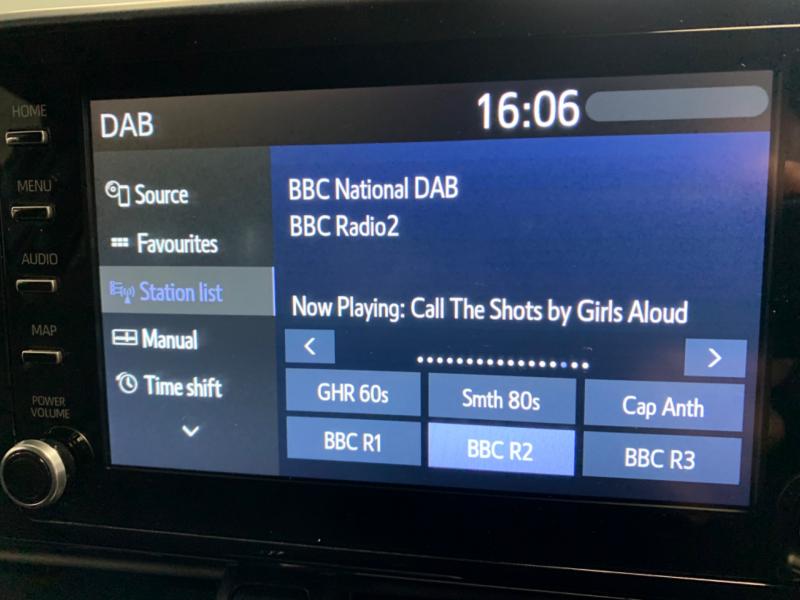 HOME
MENU
AUDIO
MAP
POWER
VOLUME
DAB
16:06
Source
Favourites
Station list
Manual
Time shift
BBC National DAB
BBC Radio2
Now Playing: Call The Shots by Girls Aloud
< >
GHR 60s Smth 80s Cap Anth
BBC R1 BBC R2 BBC R3